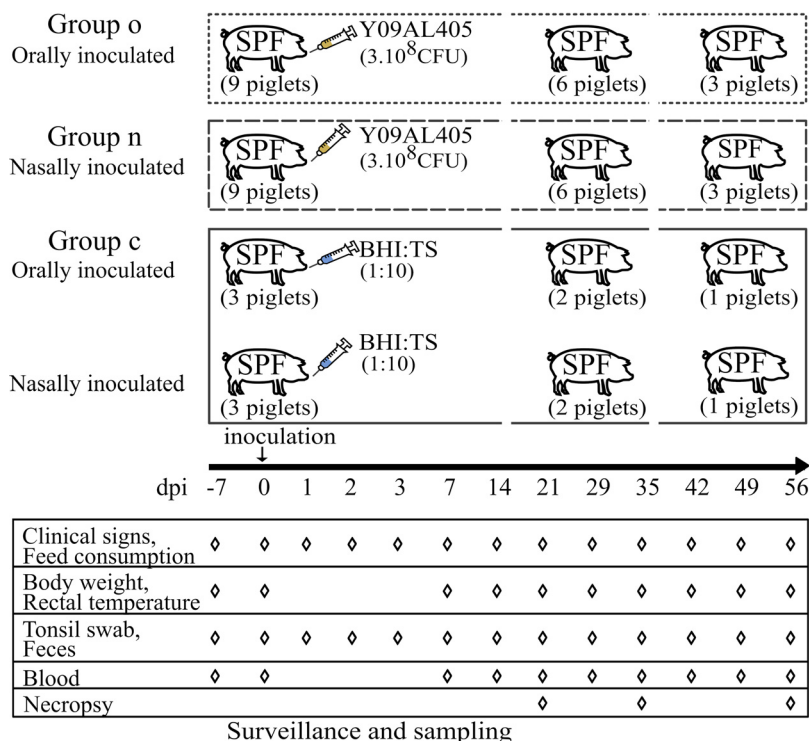 Group o
Orally inoculated
SPF
Y09AL405
(3.10⁸CFU)
(9 piglets)
SPF
(6 piglets)
SPF
(3 piglets)
Group n
Nasally inoculated
SPF
Y09AL405
(3.10⁸CFU)
(9 piglets)
SPF
(6 piglets)
SPF
(3 piglets)
Group c
Orally inoculated
SPF
BHI:TS
(1:10)
(3 piglets)
SPF
(2 piglets)
SPF
(1 piglets)
Nasally inoculated
SPF
BHI:TS
(1:10)
(3 piglets)
SPF
(2 piglets)
SPF
(1 piglets)
inoculation
dpi -7 0 1 2 3 7 14 21 29 35 42 49 56
Clinical signs,
Feed consumption
Body weight,
Rectal temperature
Tonsil swab,
Feces
Blood
Necropsy
Surveillance and sampling